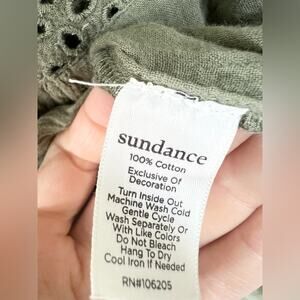 sundance
100% Cotton
Exclusive Of
Decoration
Turn Inside Out
Machine Wash Cold
Gentle Cycle
Wash Separately Or
With Like Colors
Do Not Bleach
Hang To Dry
Cool Iron If Needed
RN#106205